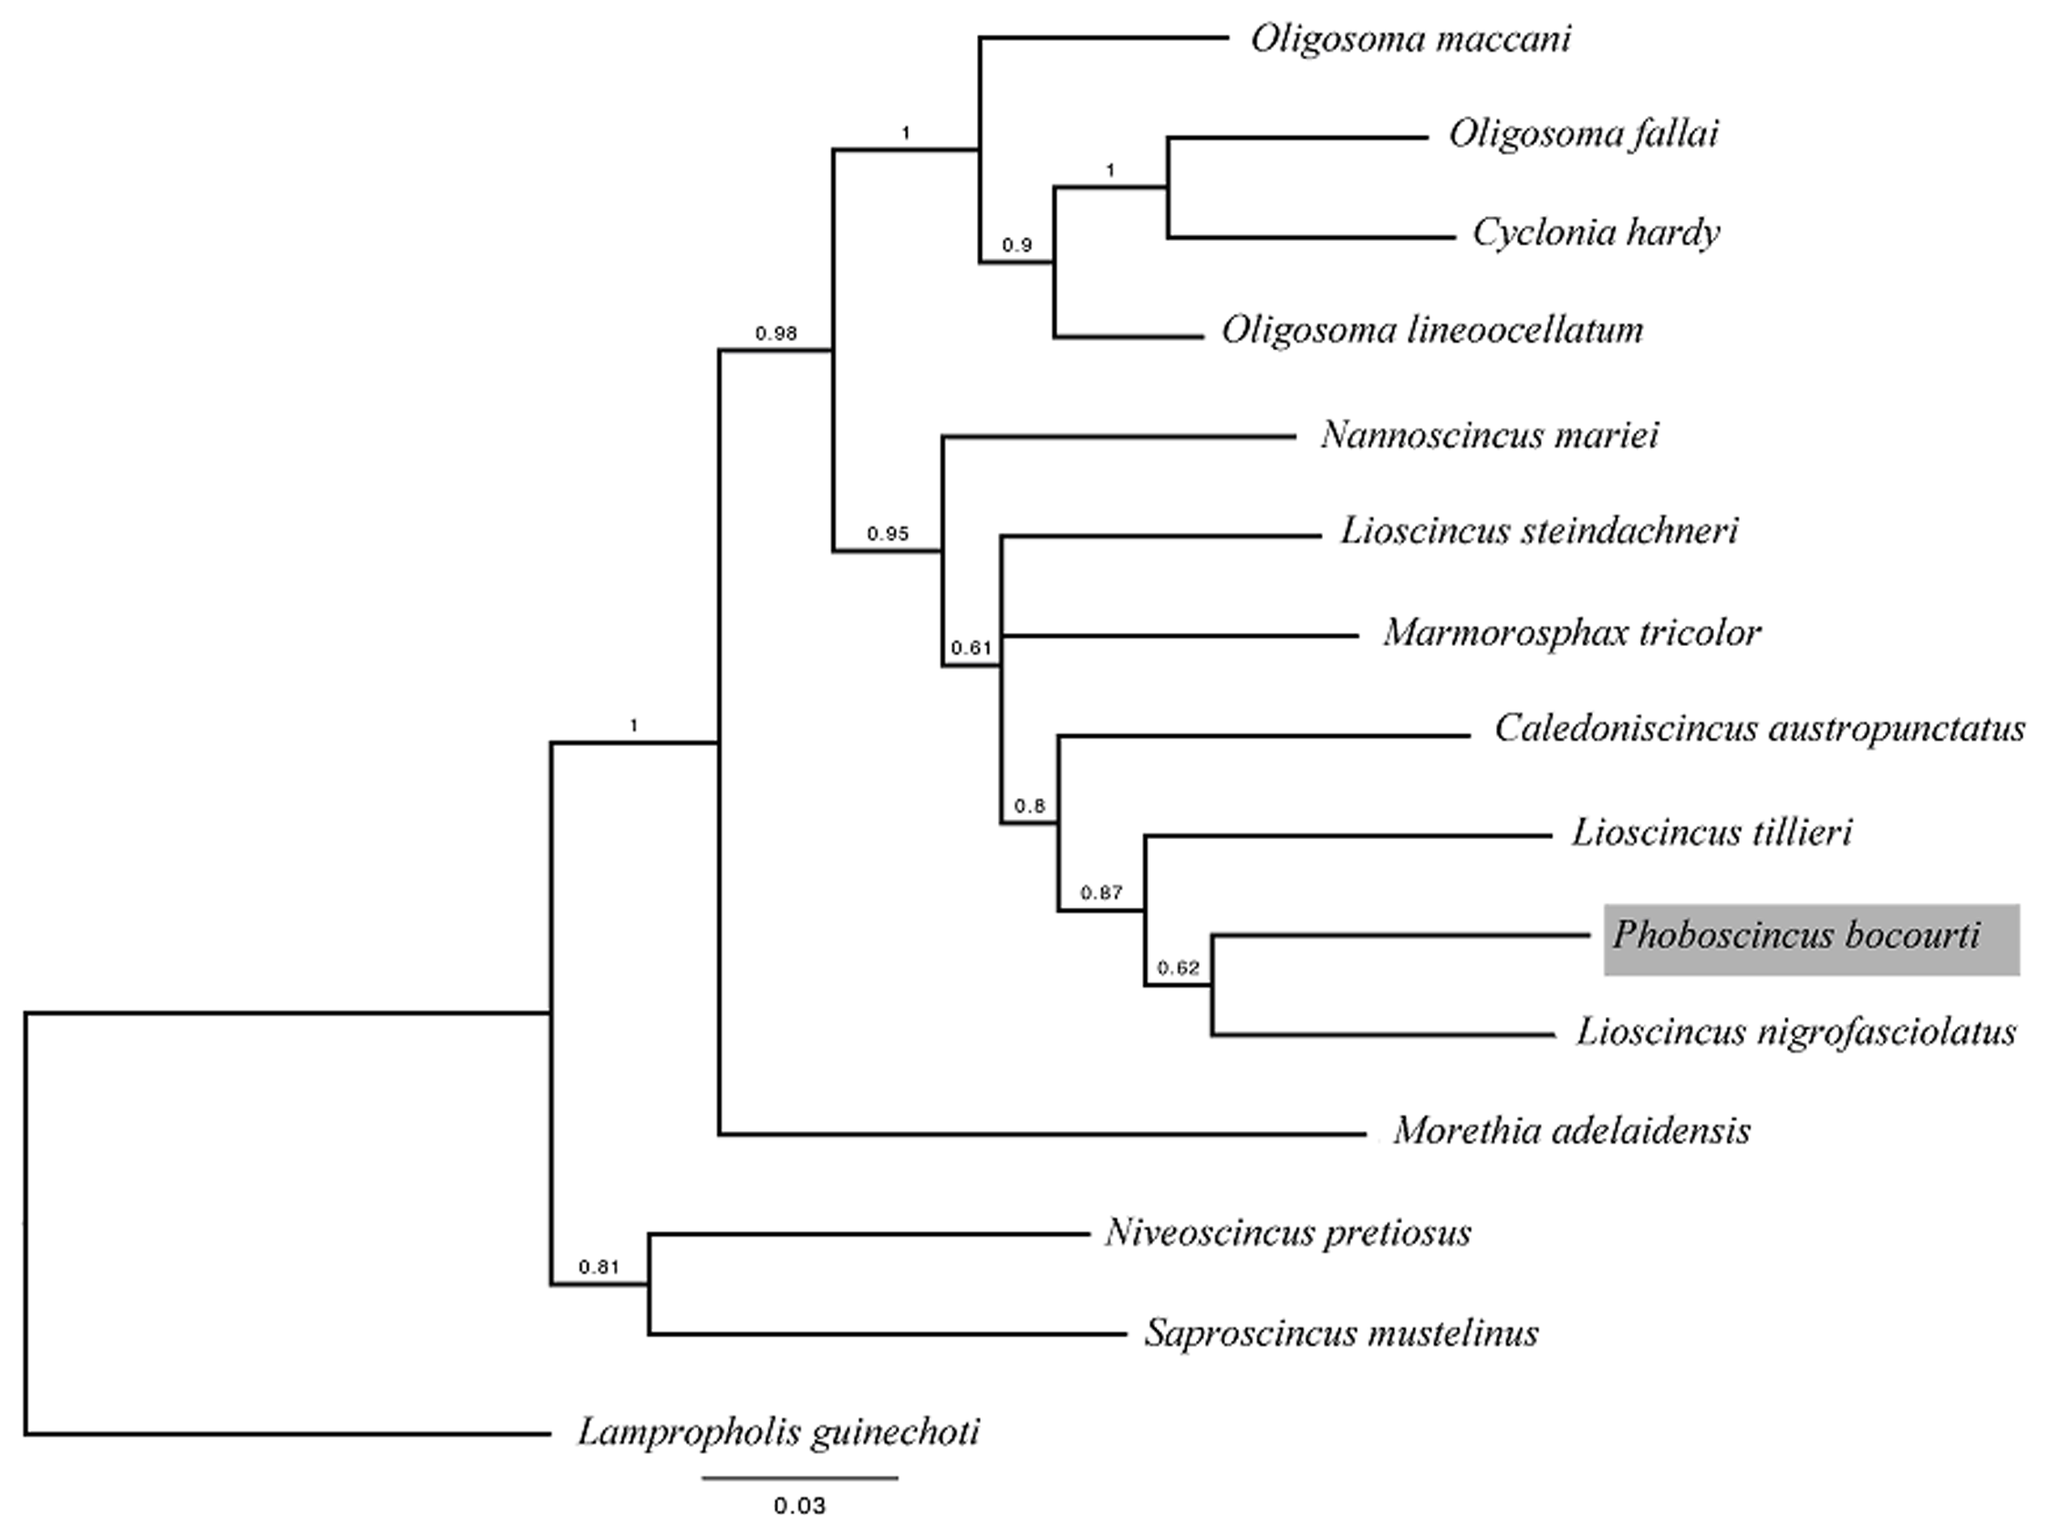 Oligosoma maccani
1
Oligosoma fallai
1
Cyclonia hardy
0.9
Oligosoma lineoocellatum
0.98
Nannoscincus mariei
0.95
Lioscincus steindachneri
Marmorosphax tricolor
0.61
1
Caledoniscincus austropunctatus
0.8
Lioscincus tillieri
0.87
Phoboscincus bocourti
0.62
Lioscincus nigrofasciolatus
Morethia adelaidensis
Niveoscincus pretiosus
0.81
Saproscincus mustelinus
Lampropholis guinechoti
0.03